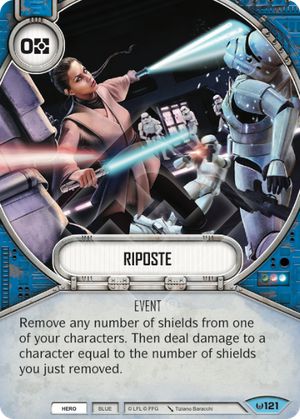 0
RIPOSTE
EVENT
Remove any number of shields from one
of your characters. Then deal damage to a
character equal to the number of shields
you just removed.
HERO
BLUE
© LFL © FFG
Tiziano Baracchi
121